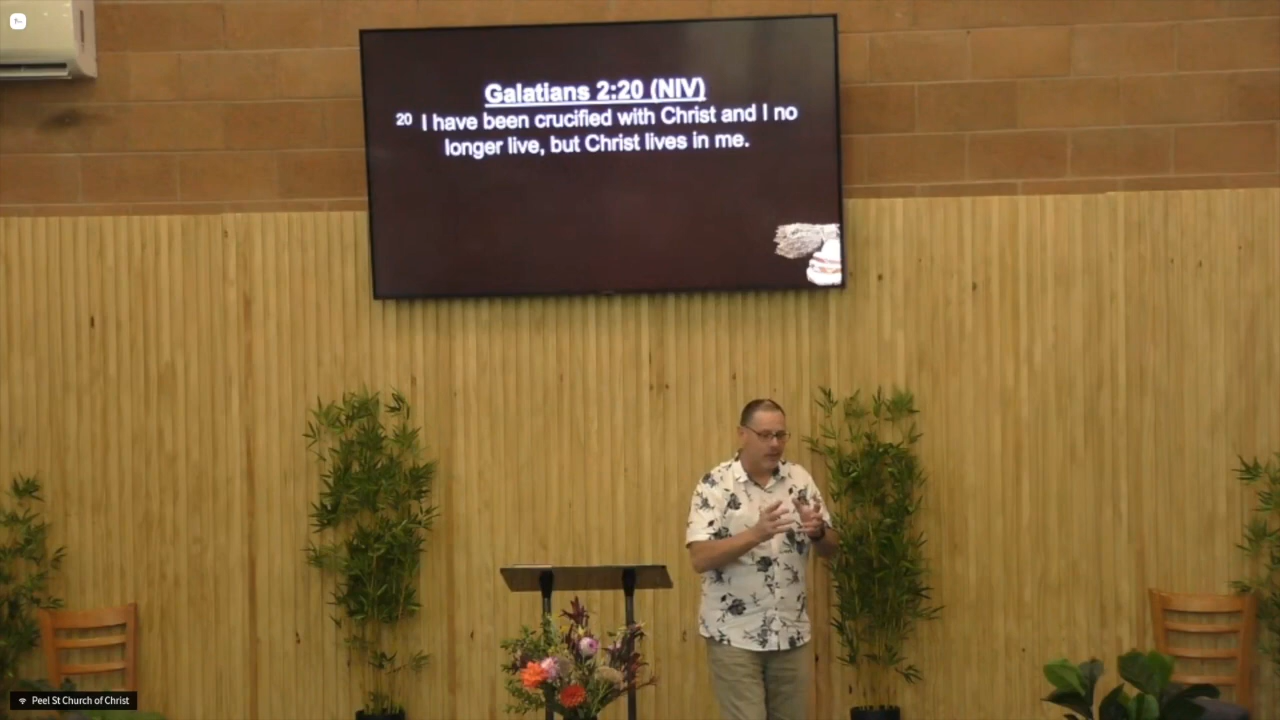 Galatians 2:20 (NIV)
20 I have been crucified with Christ and I no
longer live, but Christ lives in me.
Peel St Church of Christ